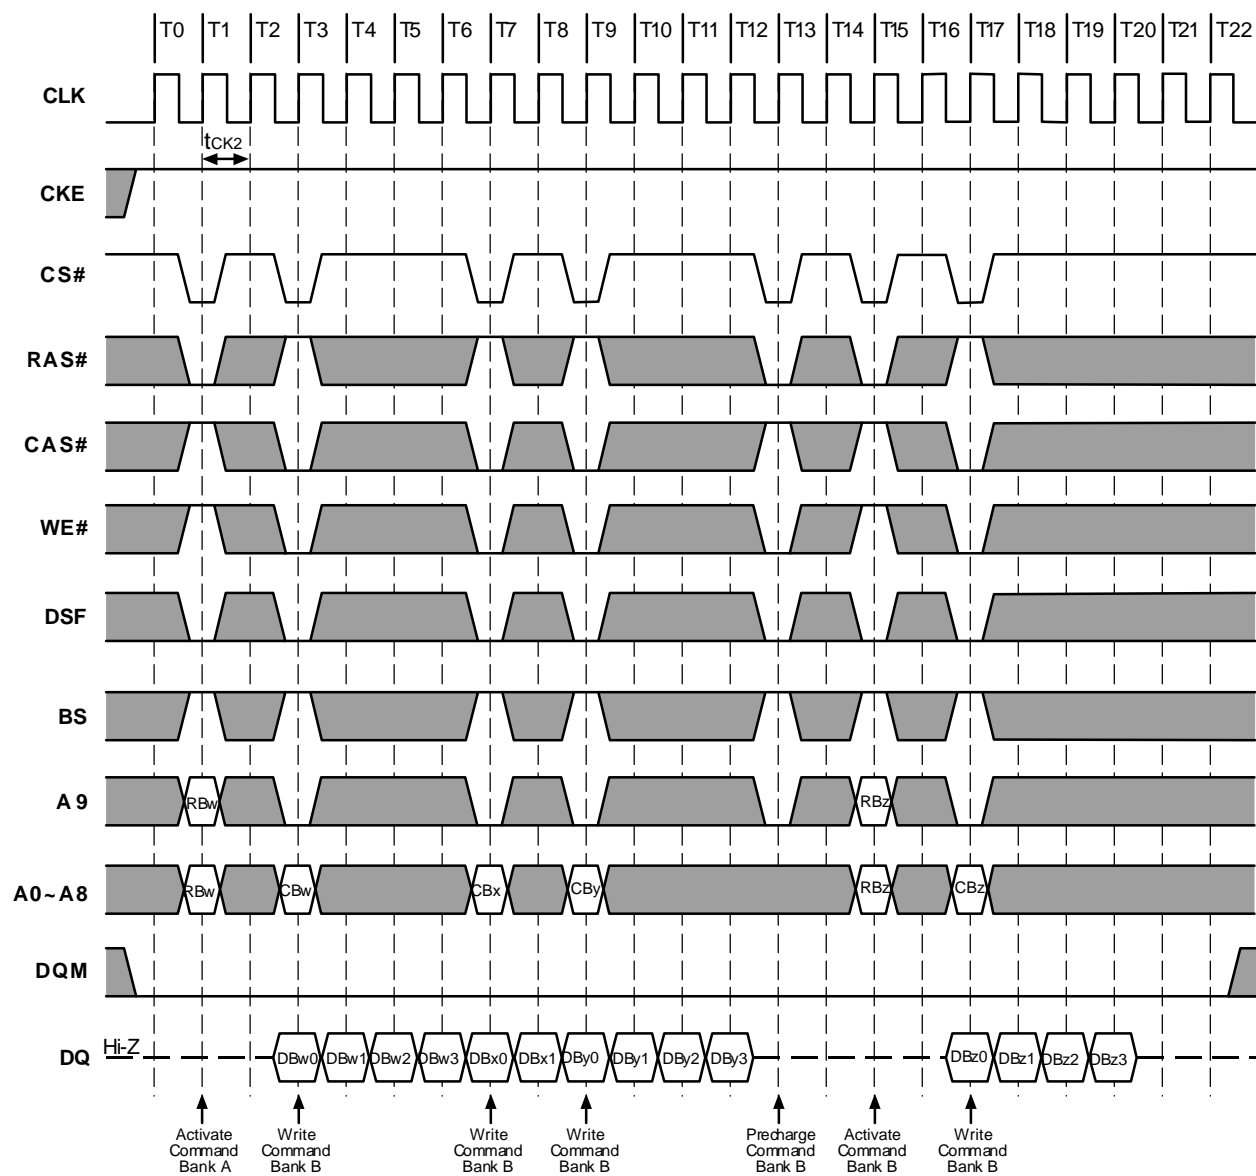 T0 T1 T2 T3 T4 T5 T6 T7 T8 T9 T10 T11 T12 T13 T14 T15 T16 T17 T18 T19 T20 T21 T22
CLK
tCK2
CKE
CS#
RAS#
CAS#
WE#
DSF
BS
A9 RBw RBz
A0~A8 RBw CBw CBx CBy RBz CBz
DQM
DQ Hi-Z DBw0 DBw1 DBw2 DBw3 DBx0 DBx1 DBy0 DBy1 DBy2 DBy3 DBz0 DBz1 DBz2 DBz3
Activate Write Write Write Precharge Activate Write
Command Command Command Command Command Command Command
Bank A Bank B Bank B Bank B Bank B Bank B Bank B